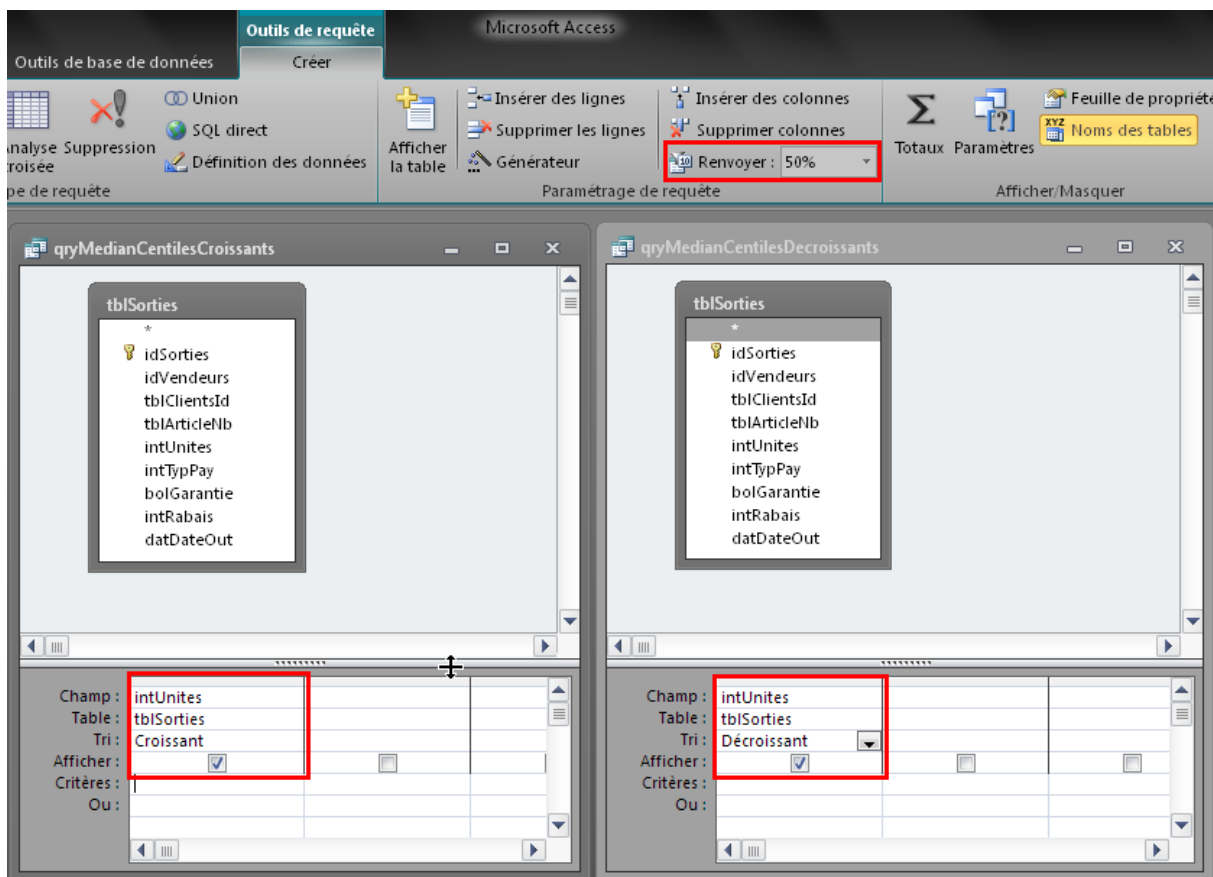 Outils de requête
Microsoft Access
Outils de base de données
Créer
Union
SQL direct
Définition des données
Analyse Suppression
croisée
pe de requête
Afficher
la table
Insérer des lignes
Supprimer les lignes
Générateur
Insérer des colonnes
Supprimer colonnes
Renvoyer : 50%
Paramétrage de requête
Totaux
Paramètres
Feuille de propriété
Noms des tables
Afficher/Masquer
qryMedianCentilesCroissants
tblSorties
*
idSorties
idVendeurs
tblClientsId
tblArticleNb
intUnites
intTypPay
bolGarantie
intRabais
datDateOut
Champ : intUnites
Table : tblSorties
Tri : Croissant
Afficher :
Critères :
Ou :
qryMedianCentilesDecroissants
tblSorties
*
idSorties
idVendeurs
tblClientsId
tblArticleNb
intUnites
intTypPay
bolGarantie
intRabais
datDateOut
Champ : intUnites
Table : tblSorties
Tri : Décroissant
Afficher :
Critères :
Ou :